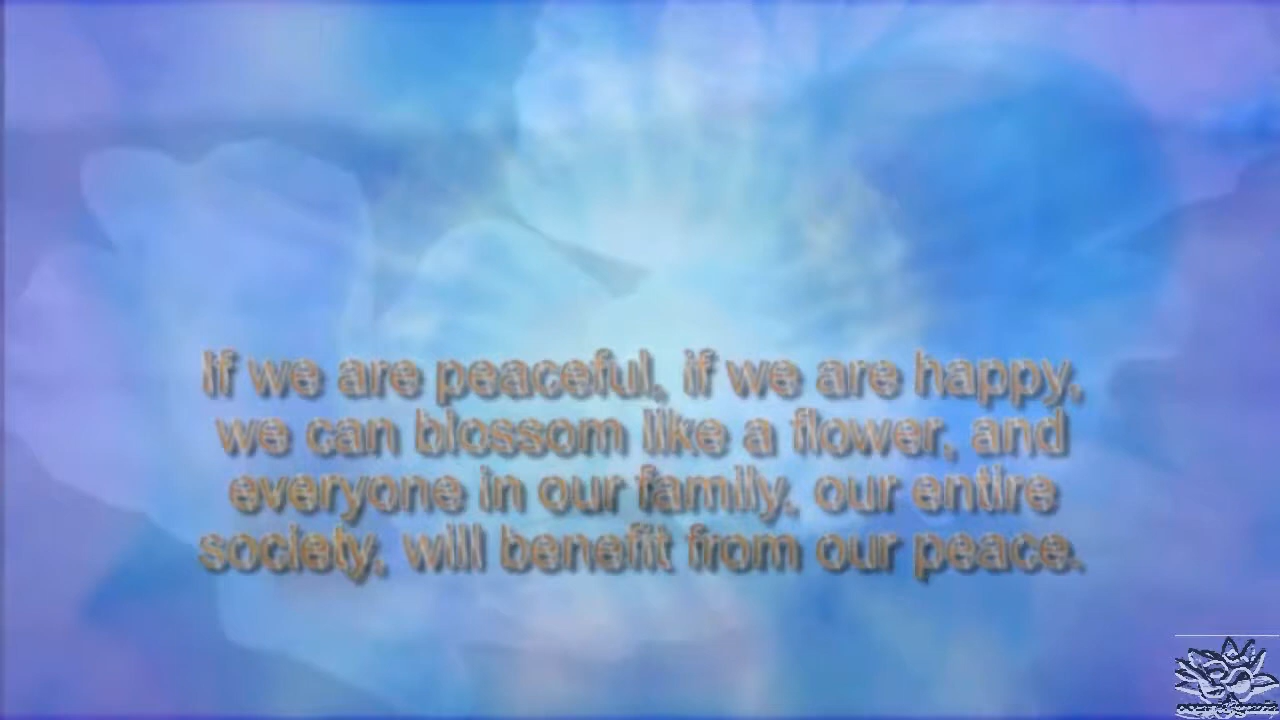 If we are peaceful, if we are happy,
we can blossom like a flower, and
everyone in our family, our entire
society, will benefit from our peace.